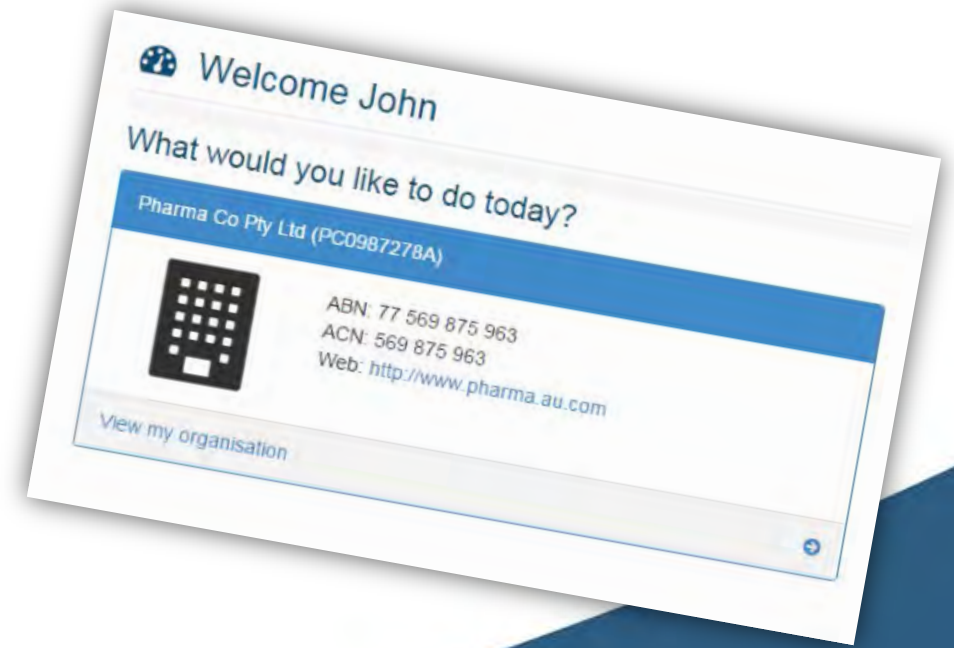 Welcome John
What would you like to do today?
Pharma Co Pty Ltd (PC0987278A)
ABN: 77 569 875 963
ACN: 569 875 963
Web: http://www.pharma.au.com
View my organisation